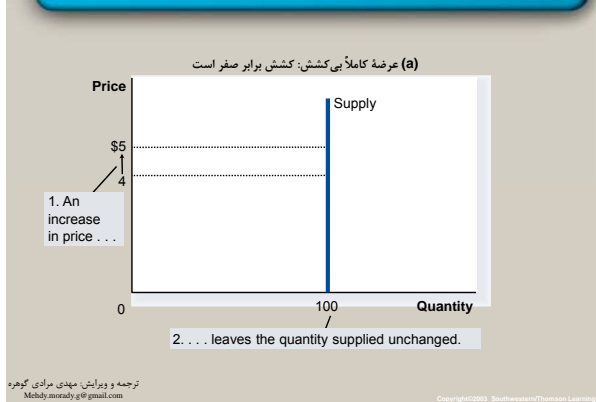 (a) عرضهٔ کاملاً بی‌کشش: کشش برابر صفر است
Price
Supply
$5
4
1. An
increase
in price . . .
0
100
Quantity
2. . . . leaves the quantity supplied unchanged.
ترجمه و ویرایش: مهدی مرادی گوهره
Mehdy.morady.g@gmail.com
Copyright©2003 Southwestern/Thomson Learning